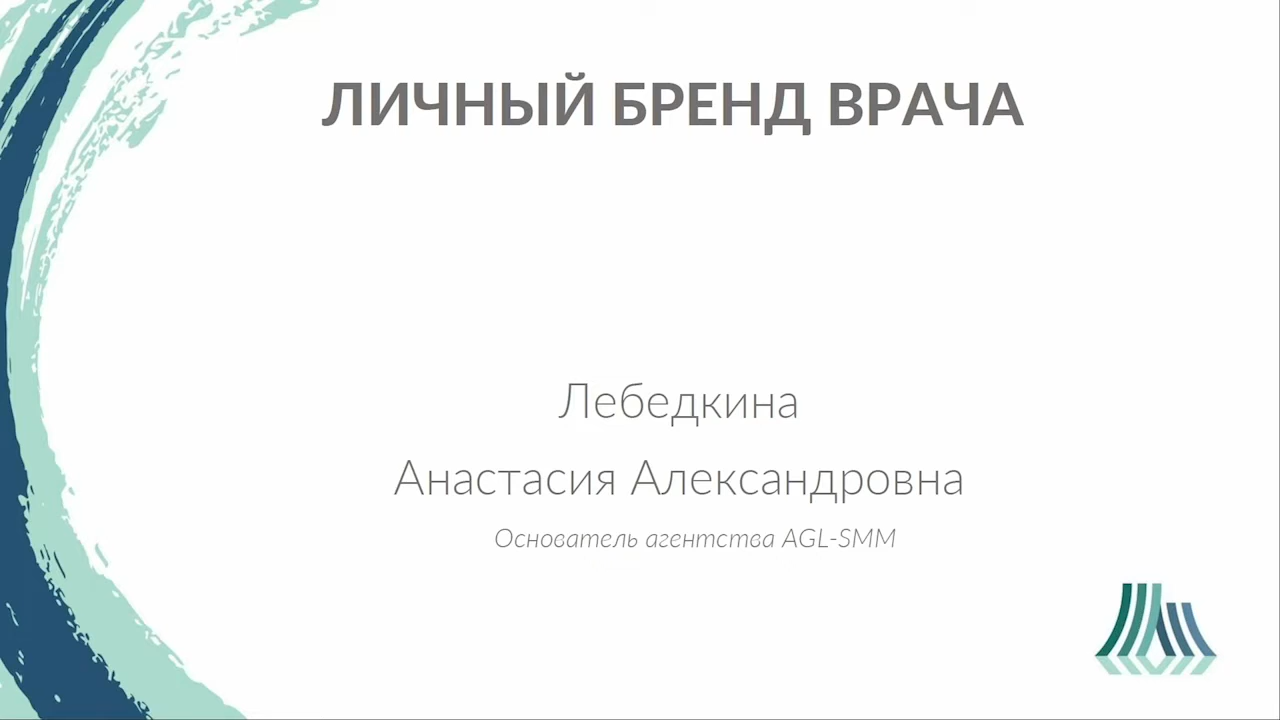 ЛИЧНЫЙ БРЕНД ВРАЧА
Лебедкина
Анастасия Александровна
Основатель агентства AGL-SMM